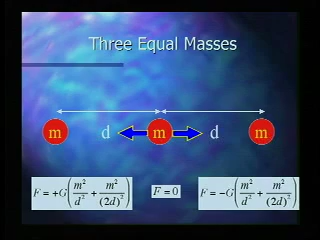 Three Equal Masses
m d m d m
F = +G(m²/d² + m²/(2d)²) F = 0 F = −G(m²/d² + m²/(2d)²)